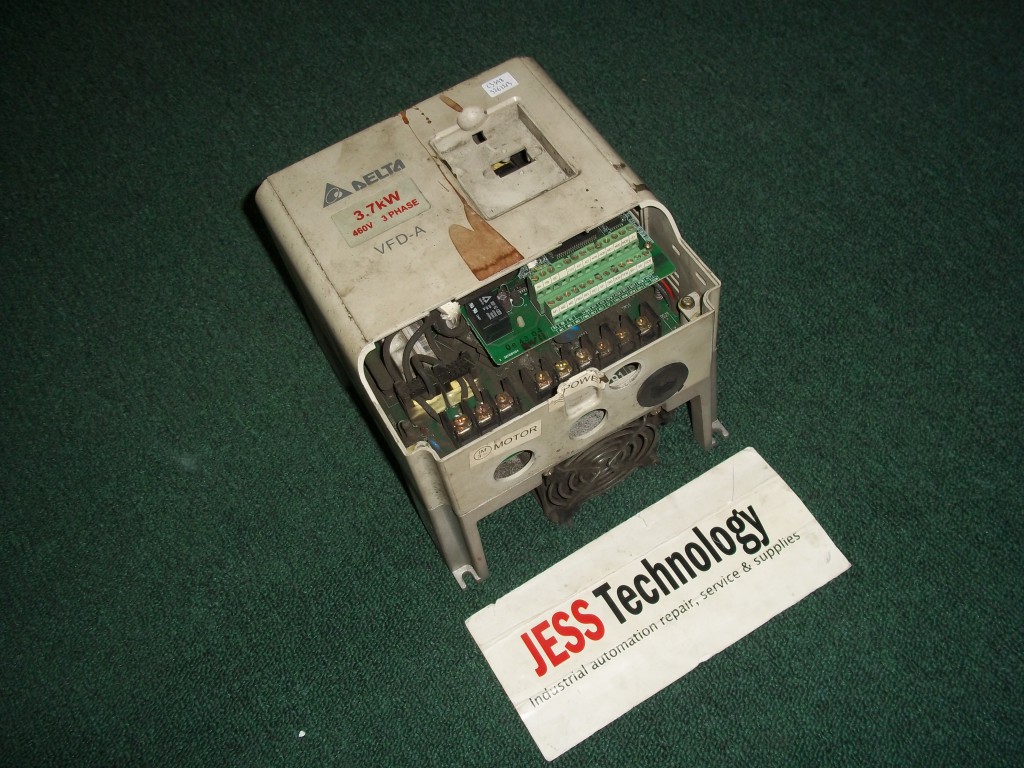 DELTA
3.7kW
460V 3 PHASE
VFD-A
POWER
MOTOR
JESS Technology
Industrial automation repair, service & supplies